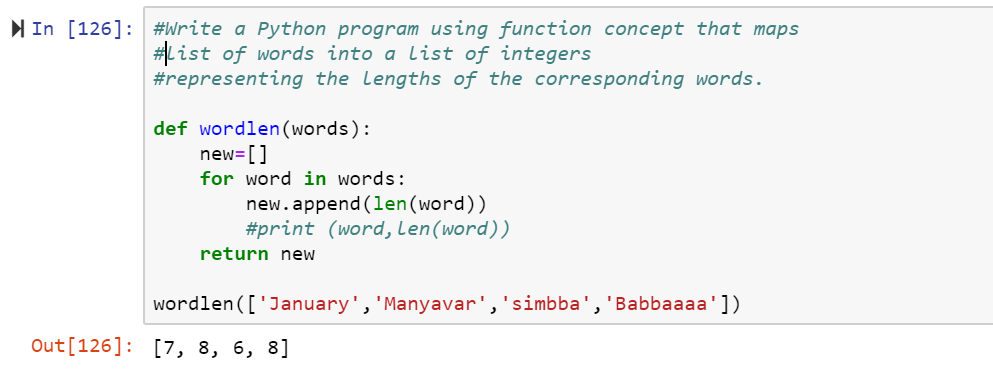 In [126]: #Write a Python program using function concept that maps
#list of words into a list of integers
#representing the lengths of the corresponding words.
def wordlen(words):
    new=[]
    for word in words:
        new.append(len(word))
        #print (word,len(word))
    return new
wordlen(['January','Manyavar','simbba','Babbaaaa'])
Out[126]: [7, 8, 6, 8]